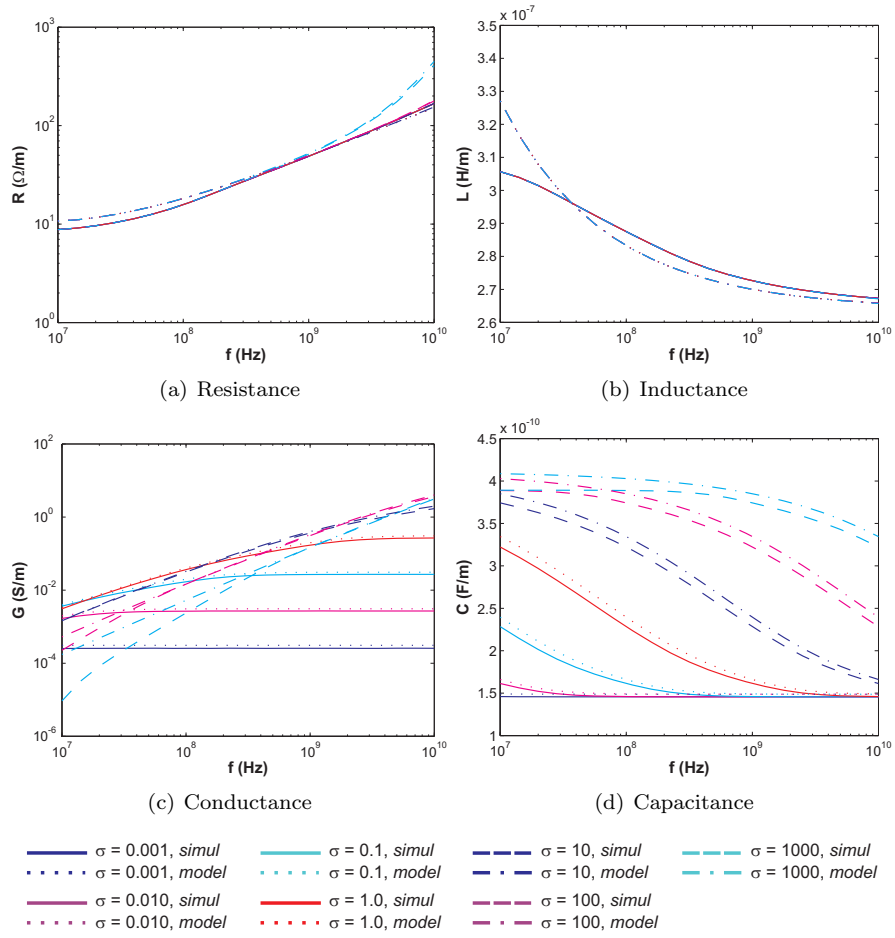 10³
10²
10¹
10⁰
R (Ω/m)
10⁷ 10⁸ 10⁹ 10¹⁰
f (Hz)
(a) Resistance
x 10⁻⁷
3.5
3.4
3.3
3.2
3.1
3
2.9
2.8
2.7
2.6
L (H/m)
10⁷ 10⁸ 10⁹ 10¹⁰
f (Hz)
(b) Inductance
10²
10⁰
10⁻²
10⁻⁴
10⁻⁶
G (S/m)
10⁷ 10⁸ 10⁹ 10¹⁰
f (Hz)
(c) Conductance
x 10⁻¹⁰
4.5
4
3.5
3
2.5
2
1.5
1
C (F/m)
10⁷ 10⁸ 10⁹ 10¹⁰
f (Hz)
(d) Capacitance
σ = 0.001, simul
σ = 0.001, model
σ = 0.010, simul
σ = 0.010, model
σ = 0.1, simul
σ = 0.1, model
σ = 1.0, simul
σ = 1.0, model
σ = 10, simul
σ = 10, model
σ = 100, simul
σ = 100, model
σ = 1000, simul
σ = 1000, model